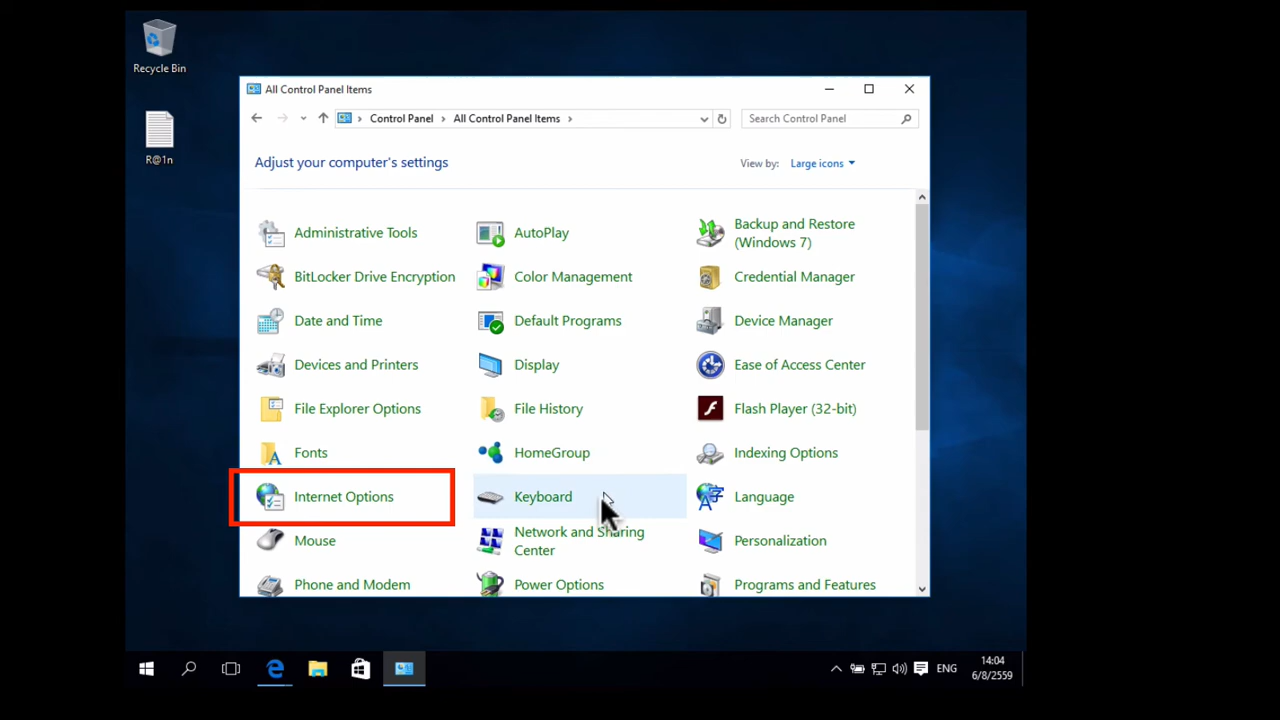 Recycle Bin
R@1n
All Control Panel Items
Control Panel
All Control Panel Items
Search Control Panel
Adjust your computer's settings
View by:
Large icons
Administrative Tools
AutoPlay
Backup and Restore
(Windows 7)
BitLocker Drive Encryption
Color Management
Credential Manager
Date and Time
Default Programs
Device Manager
Devices and Printers
Display
Ease of Access Center
File Explorer Options
File History
Flash Player (32-bit)
Fonts
HomeGroup
Indexing Options
Internet Options
Keyboard
Language
Mouse
Network and Sharing
Center
Personalization
Phone and Modem
Power Options
Programs and Features
ENG
14:04
6/8/2559